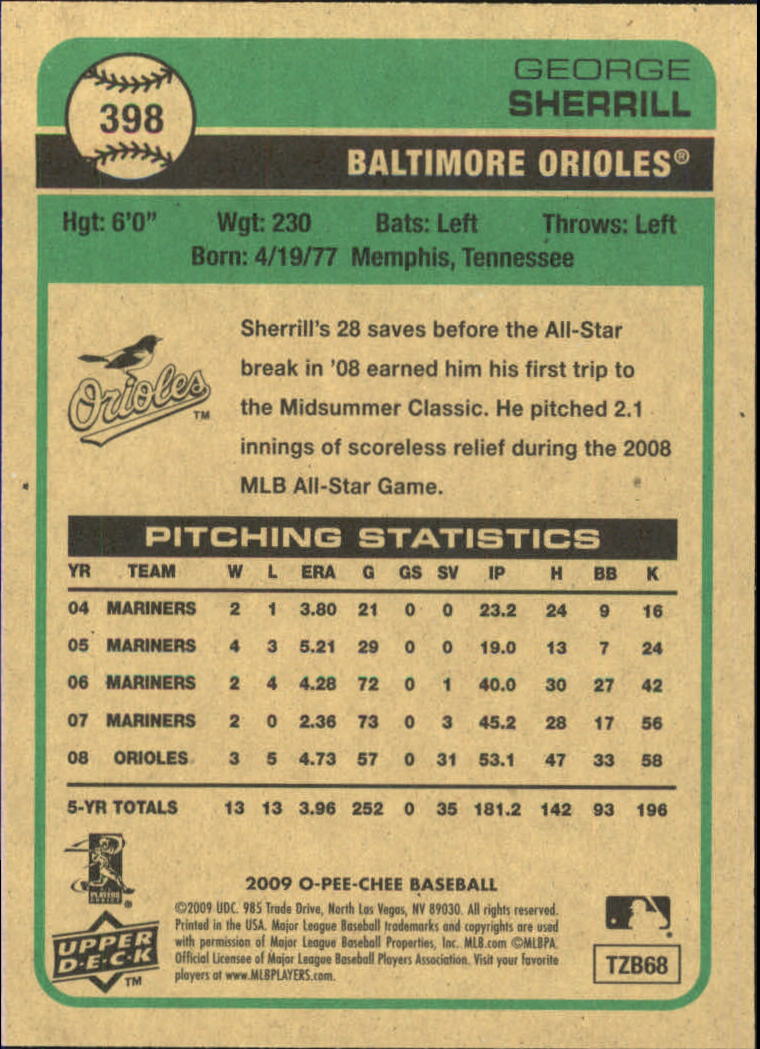 398
GEORGE
SHERRILL
BALTIMORE ORIOLES®
Hgt: 6'0" Wgt: 230 Bats: Left Throws: Left
Born: 4/19/77 Memphis, Tennessee
Orioles TM
Sherrill's 28 saves before the All-Star
break in '08 earned him his first trip to
the Midsummer Classic. He pitched 2.1
innings of scoreless relief during the 2008
MLB All-Star Game.
PITCHING STATISTICS
YR TEAM W L ERA G GS SV IP H BB K
04 MARINERS 2 1 3.80 21 0 0 23.2 24 9 16
05 MARINERS 4 3 5.21 29 0 0 19.0 13 7 24
06 MARINERS 2 4 4.28 72 0 1 40.0 30 27 42
07 MARINERS 2 0 2.36 73 0 3 45.2 28 17 56
08 ORIOLES 3 5 4.73 57 0 31 53.1 47 33 58
5-YR TOTALS 13 13 3.96 252 0 35 181.2 142 93 196
PLAYERS
CHOICE ®
2009 O-PEE-CHEE BASEBALL
©2009 UDC. 985 Trade Drive, North Las Vegas, NV 89030. All rights reserved.
Printed in the USA. Major League Baseball trademarks and copyrights are used
with permission of Major League Baseball Properties, Inc. MLB.com ©MLBPA.
Official Licensee of Major League Baseball Players Association. Visit your favorite
players at www.MLBPLAYERS.com.
UPPER
D·E·C·K TM
®
TZB68